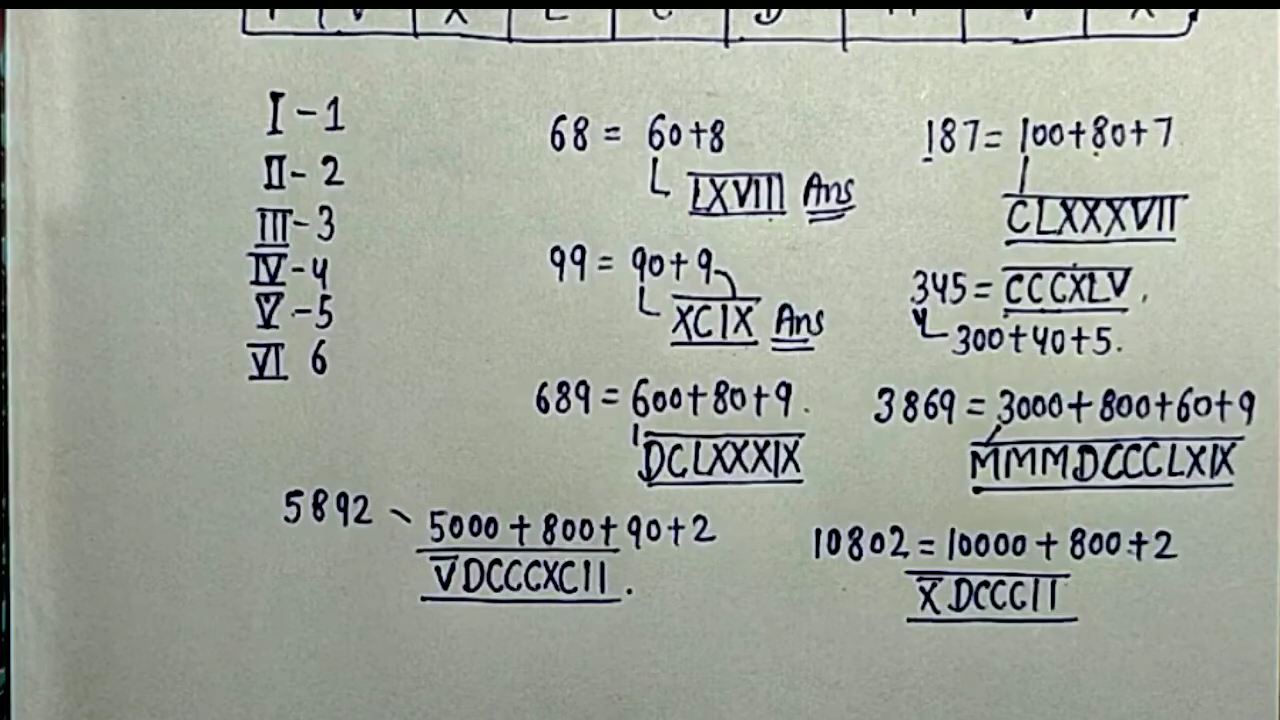 I V X L C D M V̅ X̅
I - 1
II - 2
III - 3
IV - 4
V - 5
VI 6
68 = 60+8
LXVIII Ans
99 = 90+9
XCIX Ans
689 = 600+80+9.
DCLXXXIX
187 = 100+80+7
CLXXXVII
345 = CCCXLV.
300+40+5.
3869 = 3000+800+60+9
MMMDCCCLXIX
5892 \ 5000+800+90+2
V̅DCCCXCII.
10802 = 10000+800+2
X̅DCCCII